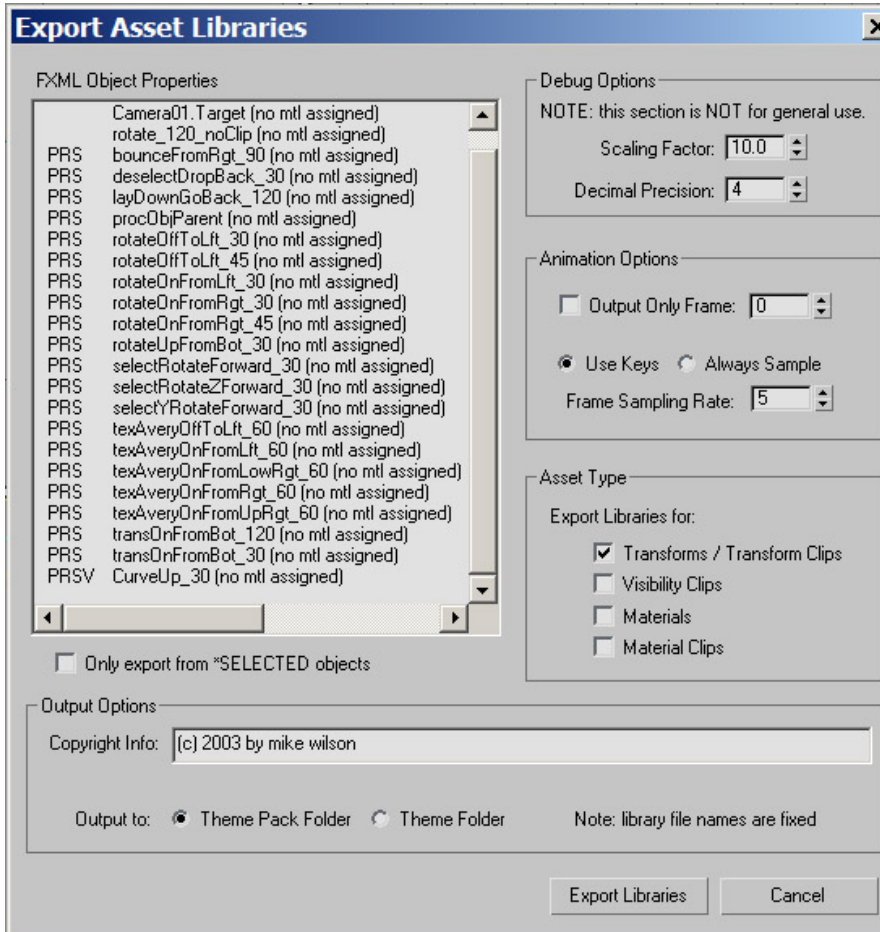 Export Asset Libraries
FXML Object Properties
Camera01.Target (no mtl assigned)
rotate_120_noClip (no mtl assigned)
PRS bounceFromRgt_90 (no mtl assigned)
PRS deselectDropBack_30 (no mtl assigned)
PRS layDownGoBack_120 (no mtl assigned)
PRS procObjParent (no mtl assigned)
PRS rotateOffToLft_30 (no mtl assigned)
PRS rotateOffToLft_45 (no mtl assigned)
PRS rotateOnFromLft_30 (no mtl assigned)
PRS rotateOnFromRgt_30 (no mtl assigned)
PRS rotateOnFromRgt_45 (no mtl assigned)
PRS rotateUpFromBot_30 (no mtl assigned)
PRS selectRotateForward_30 (no mtl assigned)
PRS selectRotateZForward_30 (no mtl assigned)
PRS selectYRotateForward_30 (no mtl assigned)
PRS texAveryOffToLft_60 (no mtl assigned)
PRS texAveryOnFromLft_60 (no mtl assigned)
PRS texAveryOnFromLowRgt_60 (no mtl assigned)
PRS texAveryOnFromRgt_60 (no mtl assigned)
PRS texAveryOnFromUpRgt_60 (no mtl assigned)
PRS transOnFromBot_120 (no mtl assigned)
PRS transOnFromBot_30 (no mtl assigned)
PRSV CurveUp_30 (no mtl assigned)
Only export from *SELECTED objects
Debug Options
NOTE: this section is NOT for general use.
Scaling Factor: 10.0
Decimal Precision: 4
Animation Options
Output Only Frame: 0
Use Keys Always Sample
Frame Sampling Rate: 5
Asset Type
Export Libraries for:
Transforms / Transform Clips
Visibility Clips
Materials
Material Clips
Output Options
Copyright Info: (c) 2003 by mike wilson
Output to: Theme Pack Folder Theme Folder Note: library file names are fixed
Export Libraries Cancel